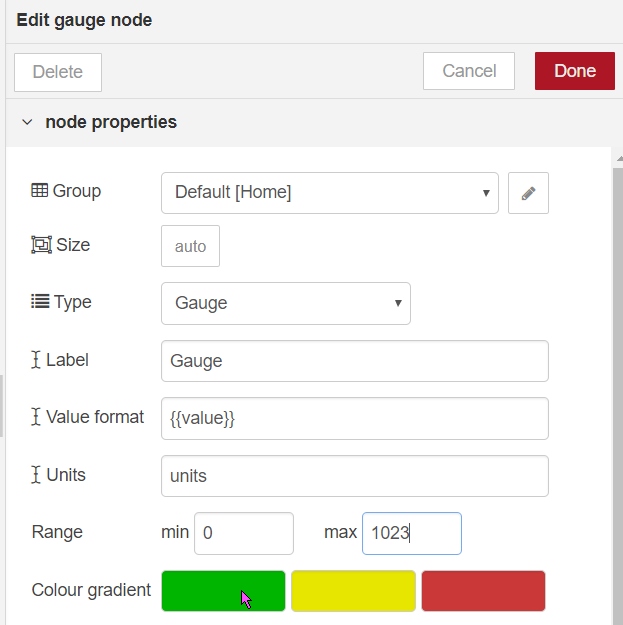 Edit gauge node
Delete Cancel Done
node properties
Group Default [Home]
Size auto
Type Gauge
Label Gauge
Value format {{value}}
Units units
Range min 0 max 1023
Colour gradient